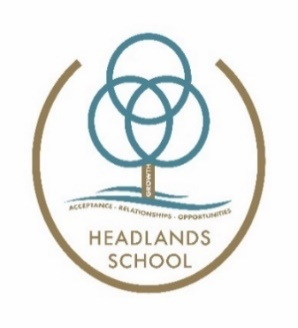 GROWTH
ACCEPTANCE - RELATIONSHIPS - OPPORTUNITIES
HEADLANDS
SCHOOL